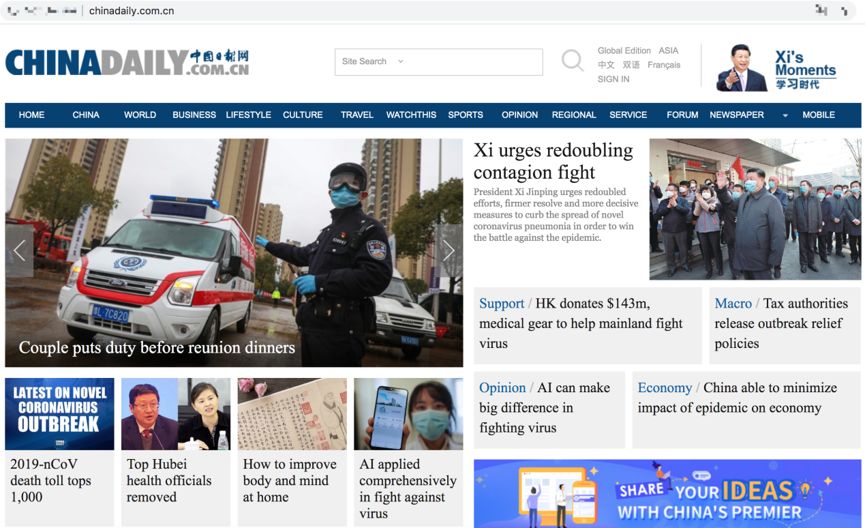 chinadaily.com.cn
CHINADAILY 中国日报网
.COM.CN
Site Search
Global Edition ASIA
中文 双语 Français
SIGN IN
Xi's
Moments
学习时代
HOME CHINA WORLD BUSINESS LIFESTYLE CULTURE TRAVEL WATCHTHIS SPORTS OPINION REGIONAL SERVICE FORUM NEWSPAPER MOBILE
Couple puts duty before reunion dinners
Xi urges redoubling
contagion fight
President Xi Jinping urges redoubled
efforts, firmer resolve and more decisive
measures to curb the spread of novel
coronavirus pneumonia in order to win
the battle against the epidemic.
Support / HK donates $143m,
medical gear to help mainland fight
virus
Macro / Tax authorities
release outbreak relief
policies
Opinion / AI can make
big difference in
fighting virus
Economy / China able to minimize
impact of epidemic on economy
LATEST ON NOVEL
CORONAVIRUS
OUTBREAK
2019-nCoV
death toll tops
1,000
Top Hubei
health officials
removed
How to improve
body and mind
at home
AI applied
comprehensively
in fight against
virus
SHARE YOUR IDEAS
WITH CHINA'S PREMIER